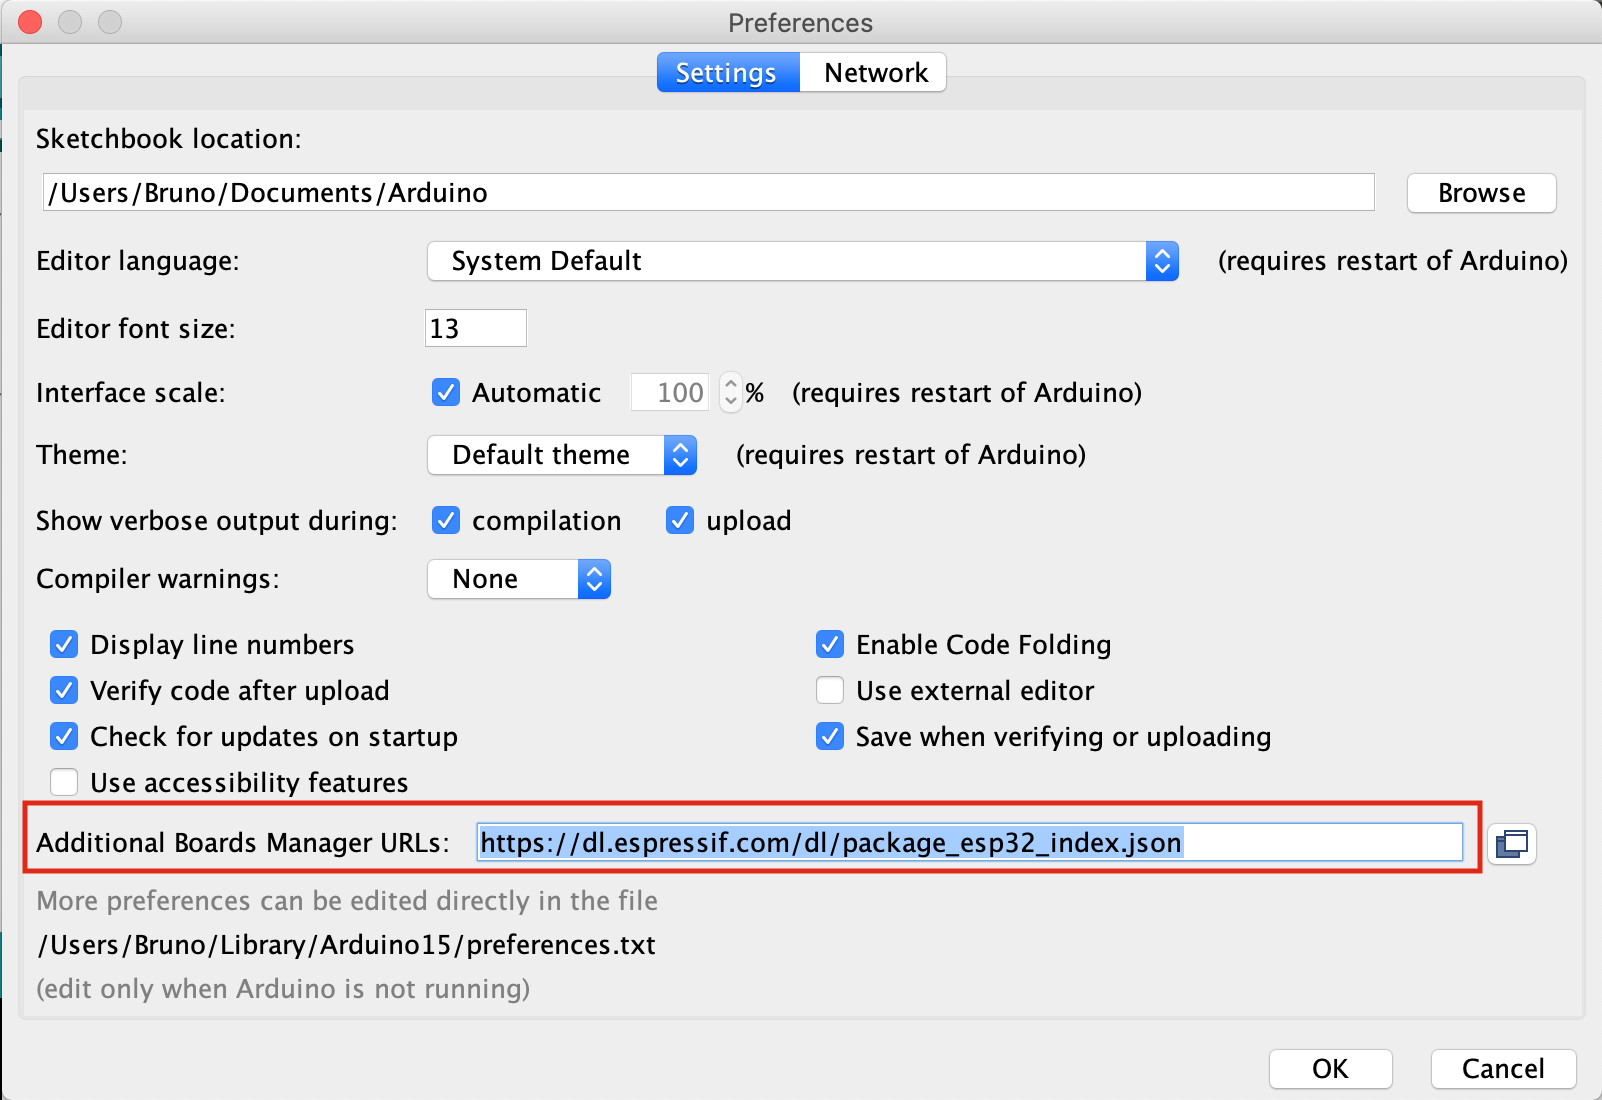 Preferences
Settings Network
Sketchbook location:
/Users/Bruno/Documents/Arduino Browse
Editor language: System Default (requires restart of Arduino)
Editor font size: 13
Interface scale: Automatic 100 % (requires restart of Arduino)
Theme: Default theme (requires restart of Arduino)
Show verbose output during: compilation upload
Compiler warnings: None
Display line numbers Enable Code Folding
Verify code after upload Use external editor
Check for updates on startup Save when verifying or uploading
Use accessibility features
Additional Boards Manager URLs: https://dl.espressif.com/dl/package_esp32_index.json
More preferences can be edited directly in the file
/Users/Bruno/Library/Arduino15/preferences.txt
(edit only when Arduino is not running)
OK Cancel